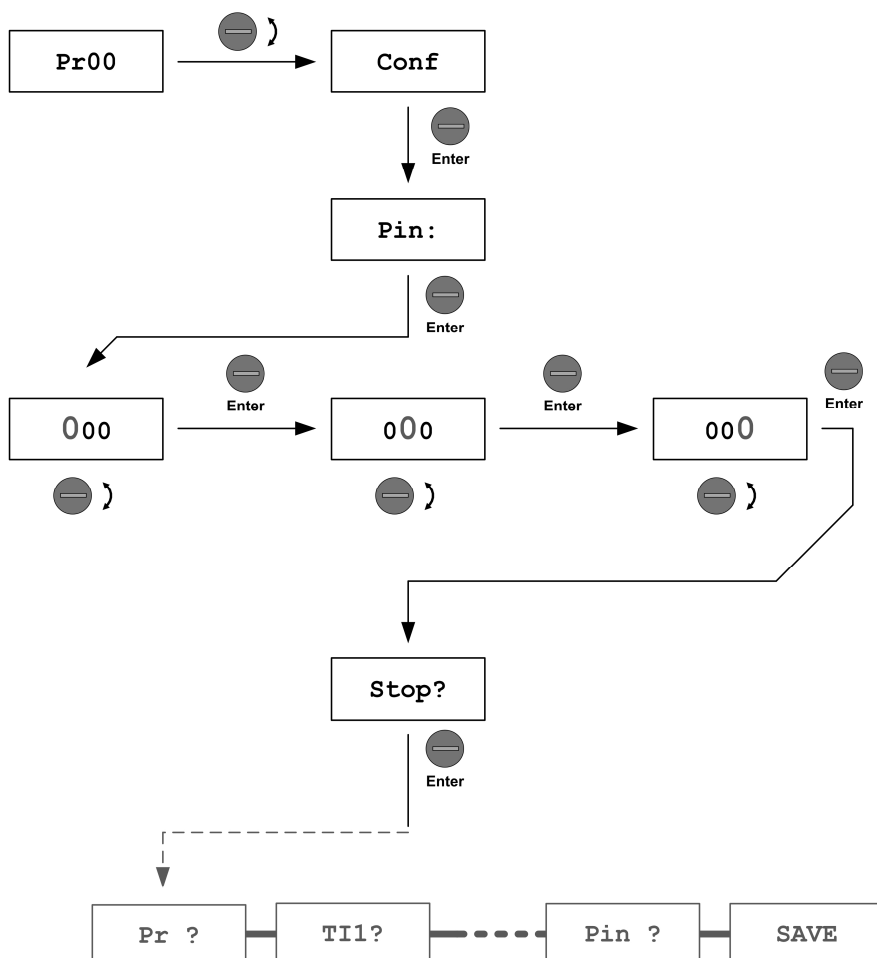 Pr00
Conf
Enter
Pin:
Enter
000
Enter
000
Enter
000
Enter
Stop?
Enter
Pr ?
TI1?
Pin ?
SAVE